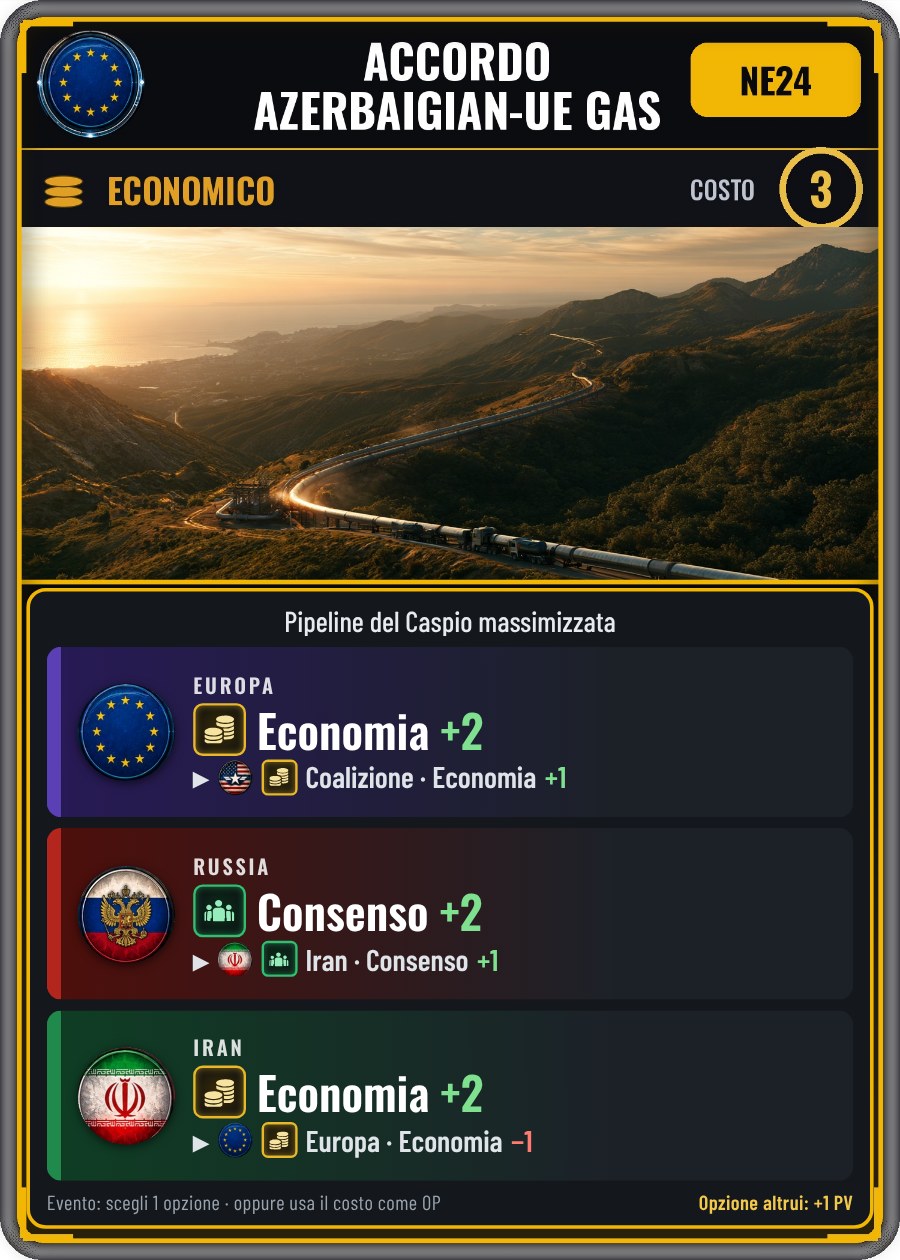 ACCORDO
AZERBAIGIAN-UE GAS
NE24
ECONOMICO
COSTO
3
Pipeline del Caspio massimizzata
EUROPA
Economia +2
▶ Coalizione · Economia +1
RUSSIA
Consenso +2
▶ Iran · Consenso +1
IRAN
Economia +2
▶ Europa · Economia −1
Evento: scegli 1 opzione · oppure usa il costo come OP
Opzione altrui: +1 PV